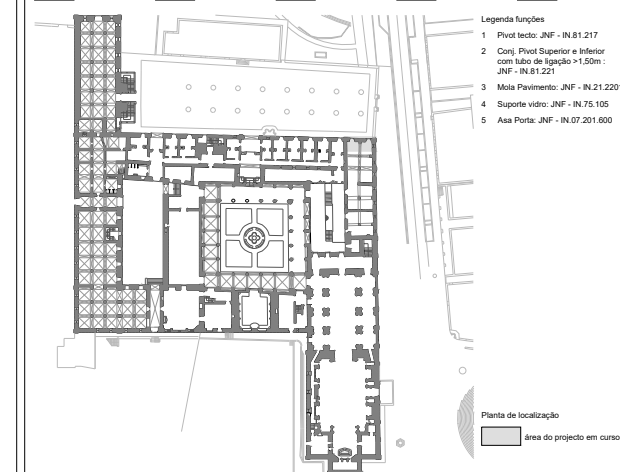 Legenda funções
1 Pivot tecto: JNF - IN.81.217
2 Conj. Pivot Superior e Inferior
com tubo de ligação >1,50m :
JNF - IN.81.221
3 Mola Pavimento: JNF - IN.21.220
4 Suporte vidro: JNF - IN.75.105
5 Asa Porta: JNF - IN.07.201.600
Planta de localização
área do projecto em curso